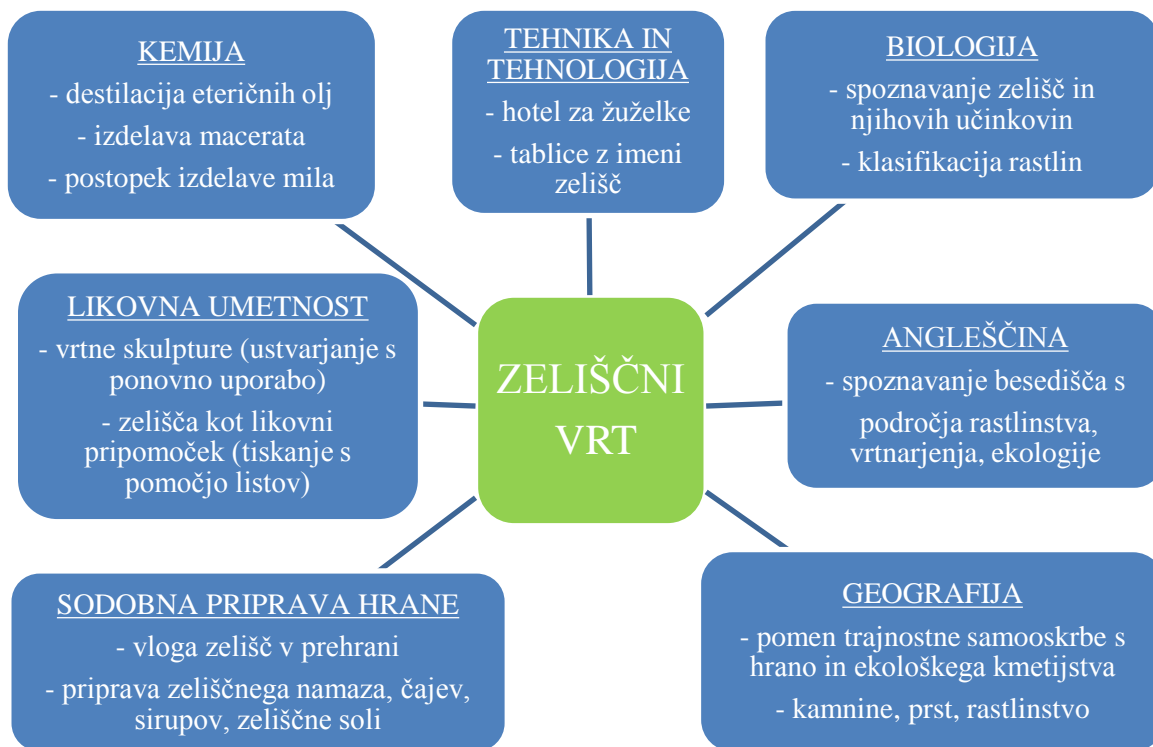 KEMIJA
- destilacija eteričnih olj
- izdelava macerata
- postopek izdelave mila
TEHNIKA IN
TEHNOLOGIJA
- hotel za žuželke
- tablice z imeni
zelišč
BIOLOGIJA
- spoznavanje zelišč in
njihovih učinkovin
- klasifikacija rastlin
LIKOVNA UMETNOST
- vrtne skulpture (ustvarjanje s
ponovno uporabo)
- zelišča kot likovni
pripomoček (tiskanje s
pomočjo listov)
ZELIŠČNI
VRT
ANGLEŠČINA
- spoznavanje besedišča s
področja rastlinstva,
vrtnarjenja, ekologije
SODOBNA PRIPRAVA HRANE
- vloga zelišč v prehrani
- priprava zeliščnega namaza, čajev,
sirupov, zeliščne soli
GEOGRAFIJA
- pomen trajnostne samooskrbe s
hrano in ekološkega kmetijstva
- kamnine, prst, rastlinstvo